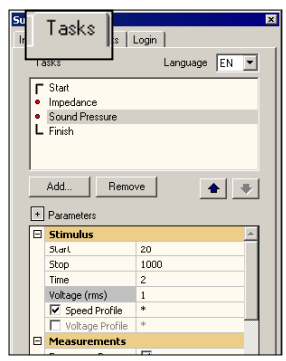 Su
Tasks
Login
Tasks
Language EN
Start
Impedance
Sound Pressure
Finish
Add... Remove
Parameters
Stimulus
Start 20
Stop 1000
Time 2
Voltage (rms) 1
Speed Profile *
Voltage Profile *
Measurements